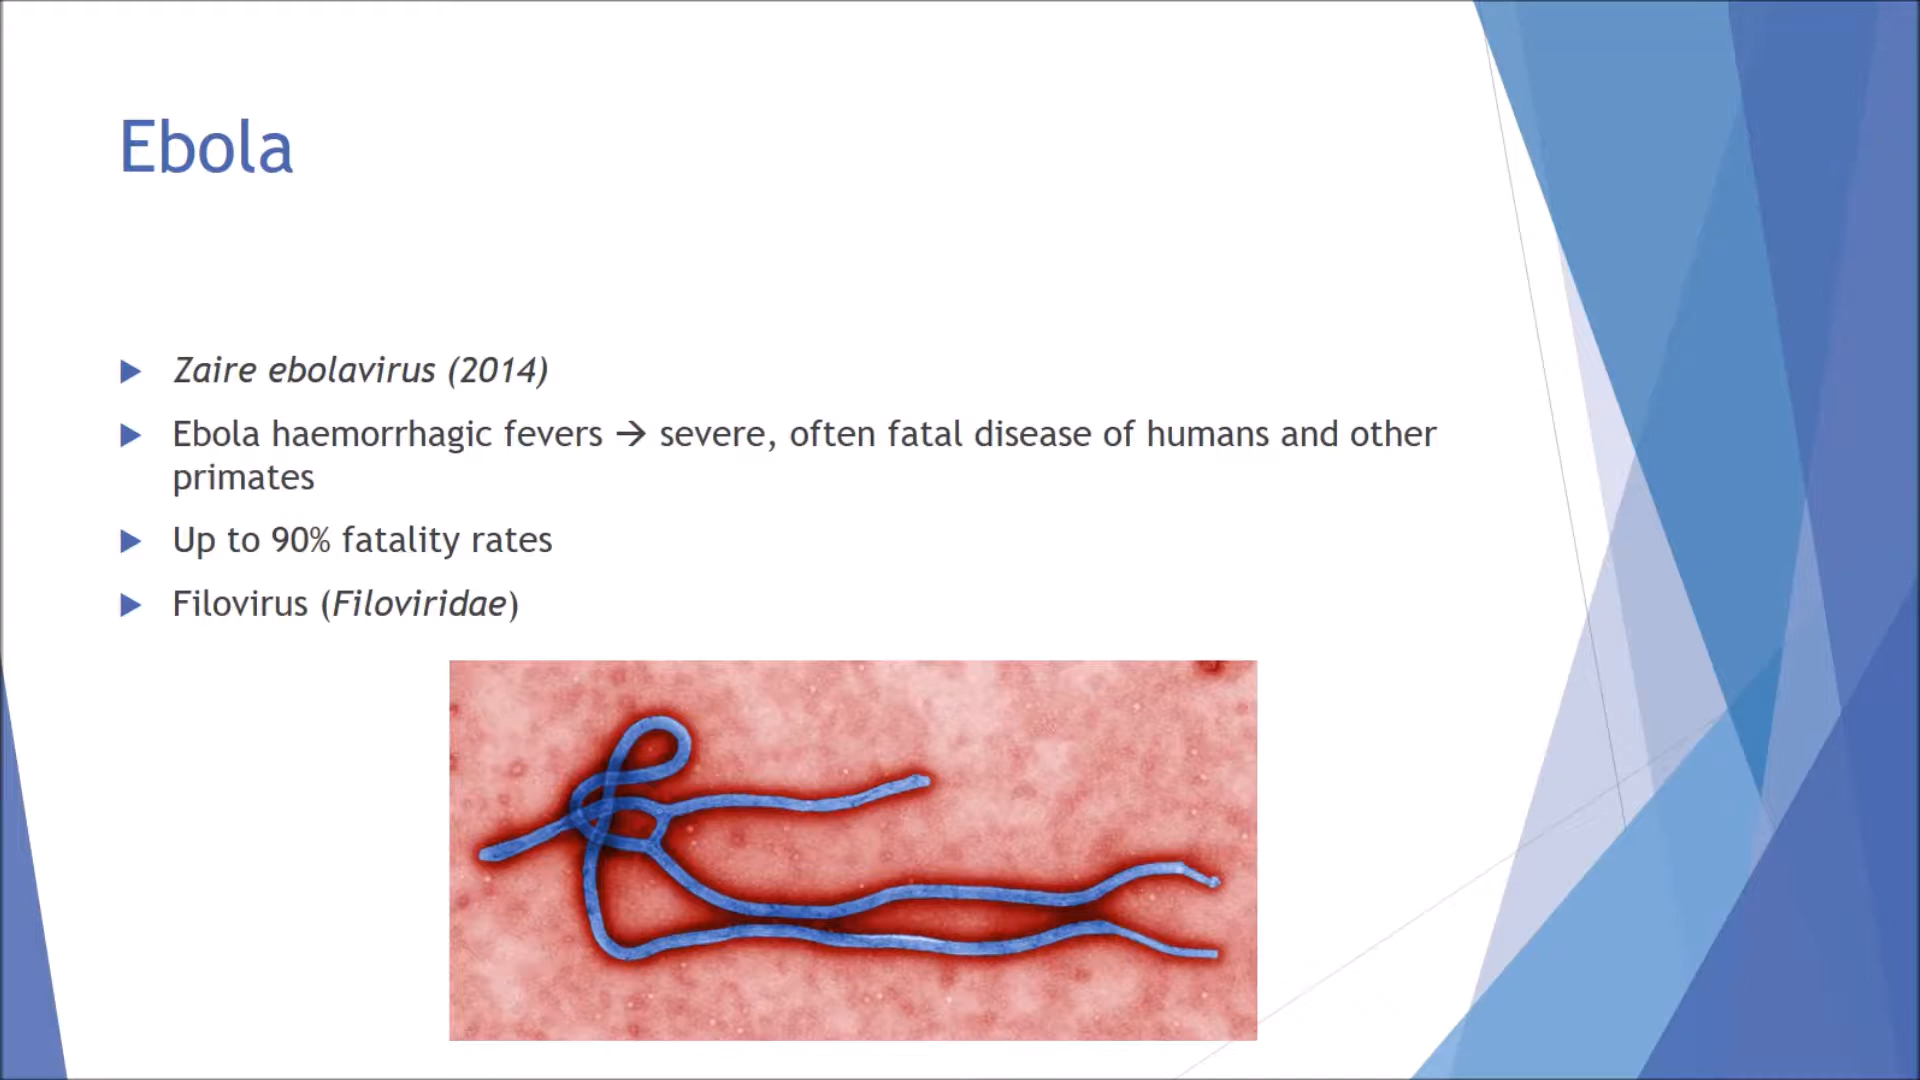 Ebola
Zaire ebolavirus (2014)
Ebola haemorrhagic fevers → severe, often fatal disease of humans and other
primates
Up to 90% fatality rates
Filovirus (Filoviridae)